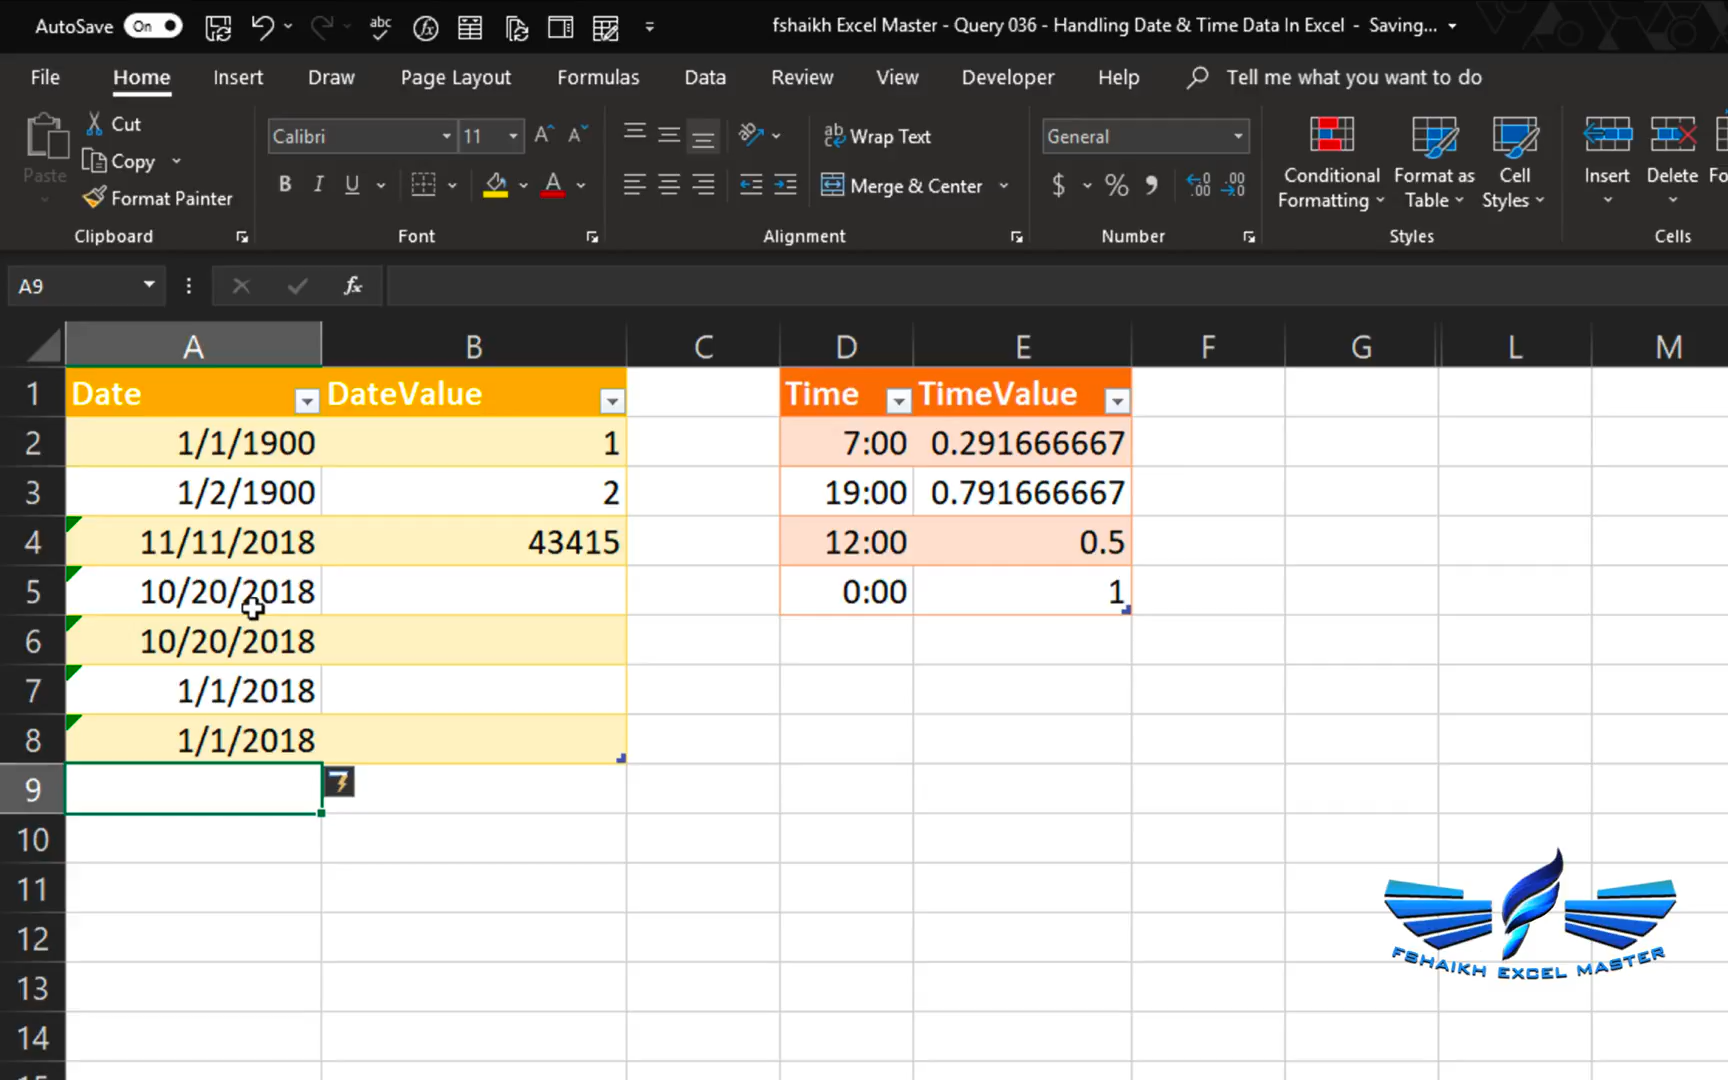 AutoSave On abc fshaikh Excel Master - Query 036 - Handling Date & Time Data In Excel - Saving...
File Home Insert Draw Page Layout Formulas Data Review View Developer Help Tell me what you want to do
Paste Cut Copy Format Painter
Clipboard
Calibri 11 A A
B I U A
Font
ab Wrap Text
Merge & Center
Alignment
General
$ % , .00 .00
Number
Conditional Formatting Format as Table Cell Styles
Styles
Insert Delete Fo
Cells
A9 fx
A B C D E F G L M
1 Date DateValue Time TimeValue
2 1/1/1900 1 7:00 0.291666667
3 1/2/1900 2 19:00 0.791666667
4 11/11/2018 43415 12:00 0.5
5 10/20/2018 0:00 1
6 10/20/2018
7 1/1/2018
8 1/1/2018
9
10
11
12
13
14
FSHAIKH EXCEL MASTER